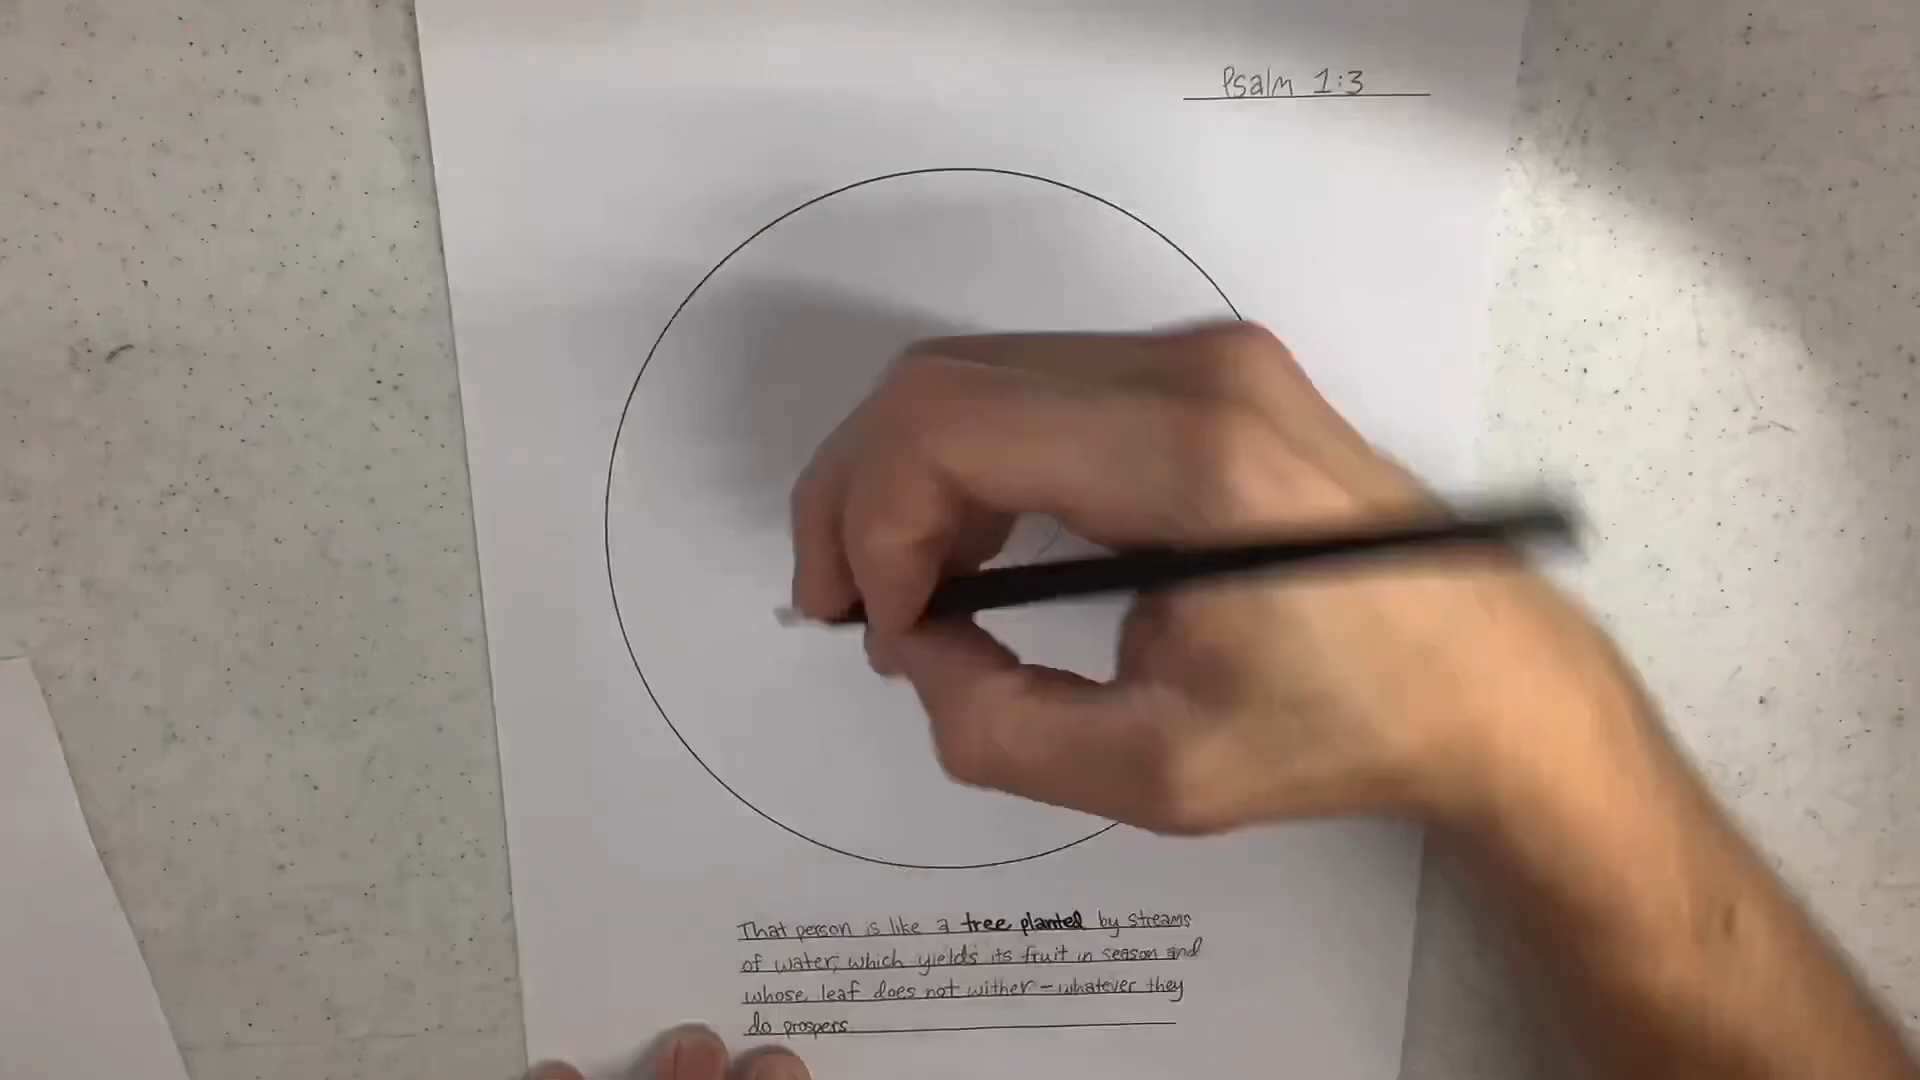 Psalm 1:3
That person is like a tree planted by streams
of water, which yields its fruit in season and
whose leaf does not wither - whatever they
do prospers